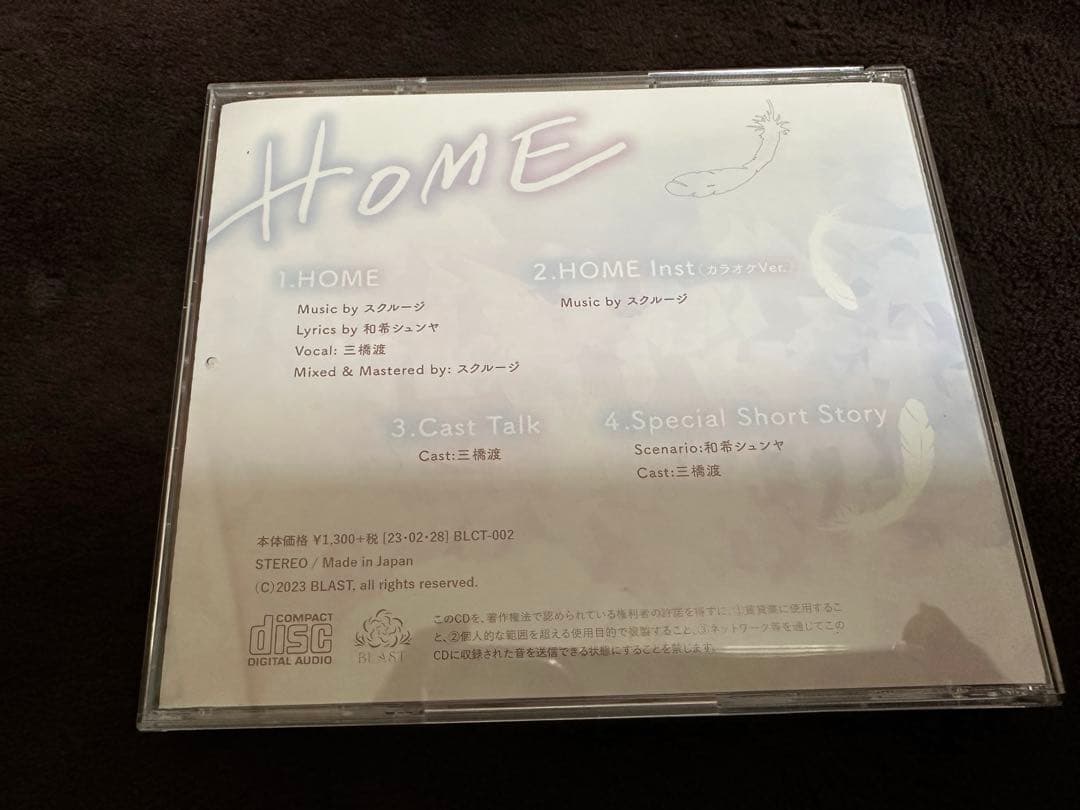 HOME
1.HOME
Music by スクルージ
Lyrics by 和希シュンヤ
Vocal: 三橋渡
Mixed & Mastered by: スクルージ
2.HOME Inst(カラオケVer.)
Music by スクルージ
3.Cast Talk
Cast:三橋渡
4.Special Short Story
Scenario:和希シュンヤ
Cast:三橋渡
本体価格 ¥1,300+税 [23・02・28] BLCT-002
STEREO / Made in Japan
(C)2023 BLAST, all rights reserved.
COMPACT
disc
DIGITAL AUDIO
BLAST
このCDを、著作権法で認められている権利者の許諾を得ずに、①賃貸業に使用するこ
と、②個人的な範囲を超える使用目的で複製すること、③ネットワーク等を通じてこの
CDに収録された音を送信できる状態にすることを禁じます。